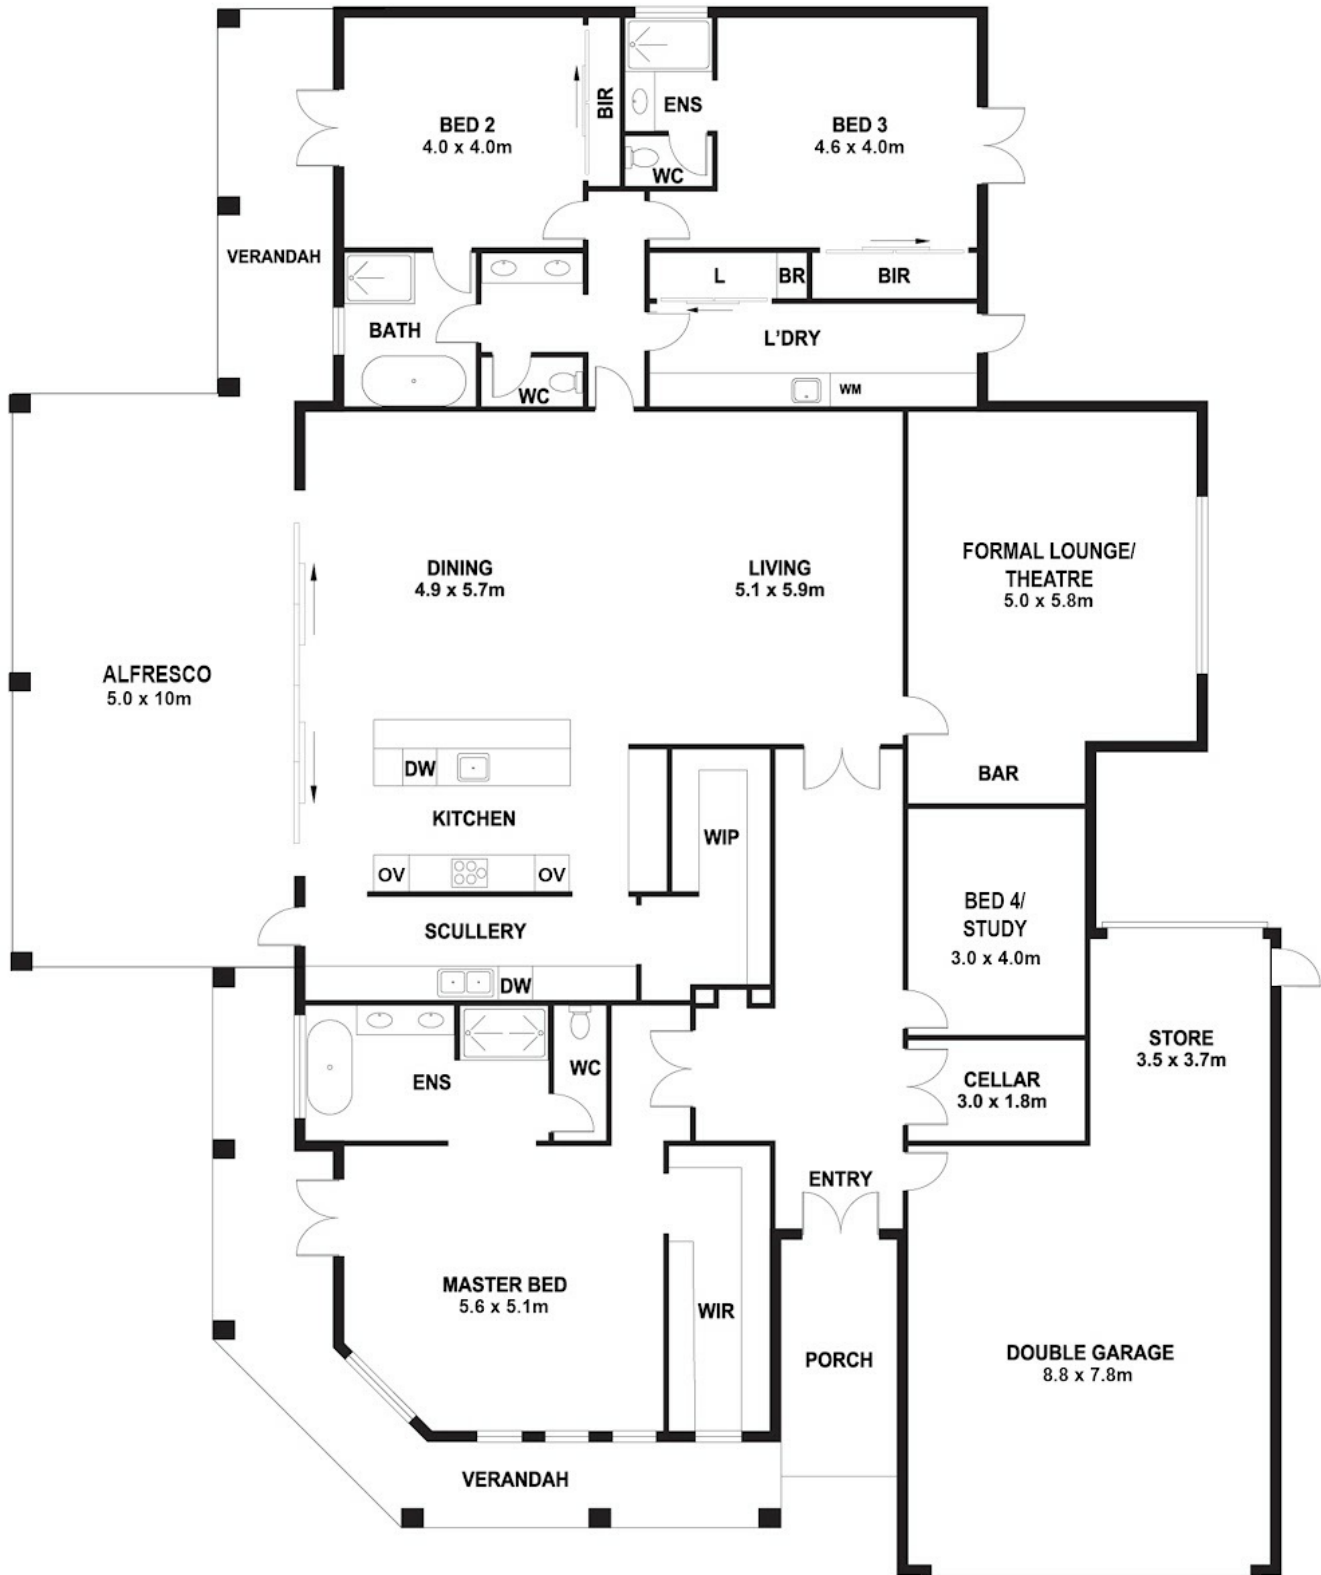 BED 2
4.0 x 4.0m
BIR
ENS
WC
BED 3
4.6 x 4.0m
VERANDAH
BATH
WC
L
BR
BIR
L'DRY
WM
DINING
4.9 x 5.7m
LIVING
5.1 x 5.9m
FORMAL LOUNGE/
THEATRE
5.0 x 5.8m
ALFRESCO
5.0 x 10m
DW
KITCHEN
OV
OV
WIP
BAR
SCULLERY
DW
BED 4/
STUDY
3.0 x 4.0m
STORE
3.5 x 3.7m
ENS
WC
CELLAR
3.0 x 1.8m
ENTRY
MASTER BED
5.6 x 5.1m
WIR
PORCH
DOUBLE GARAGE
8.8 x 7.8m
VERANDAH